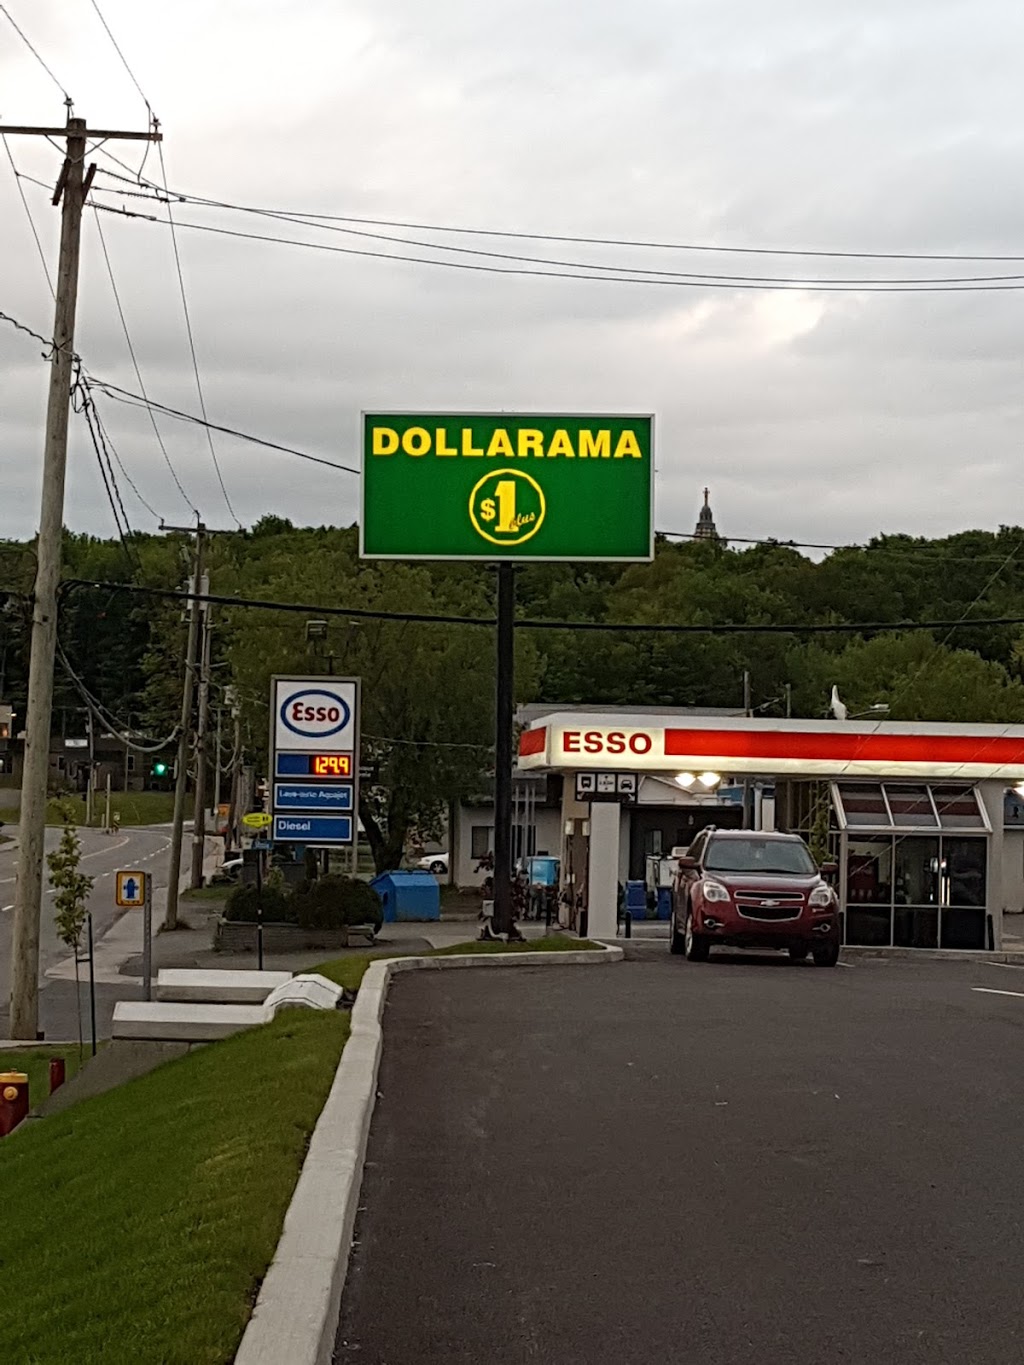 DOLLARAMA
$1 plus
Esso
129.9
Lave-auto Aquajet
Diesel
ESSO